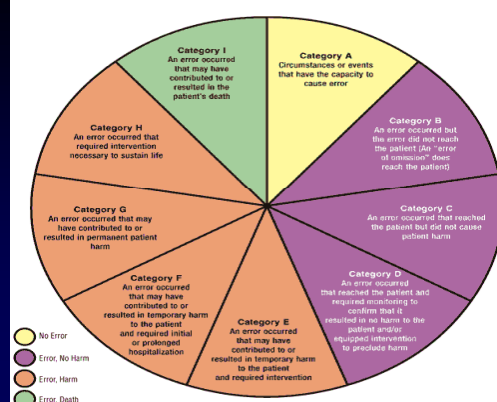 Category A
Circumstances or events
that have the capacity to
cause error
Category B
An error occurred but
the error did not reach
the patient (An "error
of omission" does
reach the patient)
Category C
An error occurred that reached
the patient but did not cause
patient harm
Category D
An error occurred
that reached the patient and
required monitoring to
confirm that it
resulted in no harm to the
patient and/or
equipped intervention
to preclude harm
Category E
An error occurred
that may have
contributed to or
resulted in temporary harm
to the patient
and required intervention
Category F
An error occurred
that may have
contributed to or
resulted in temporary harm
to the patient
and required initial
or prolonged
hospitalization
Category G
An error occurred that may
have contributed to or
resulted in permanent patient
harm
Category H
An error occurred that
required intervention
necessary to sustain life
Category I
An error occurred
that may have
contributed to or
resulted in the
patient's death
No Error
Error, No Harm
Error, Harm
Error, Death